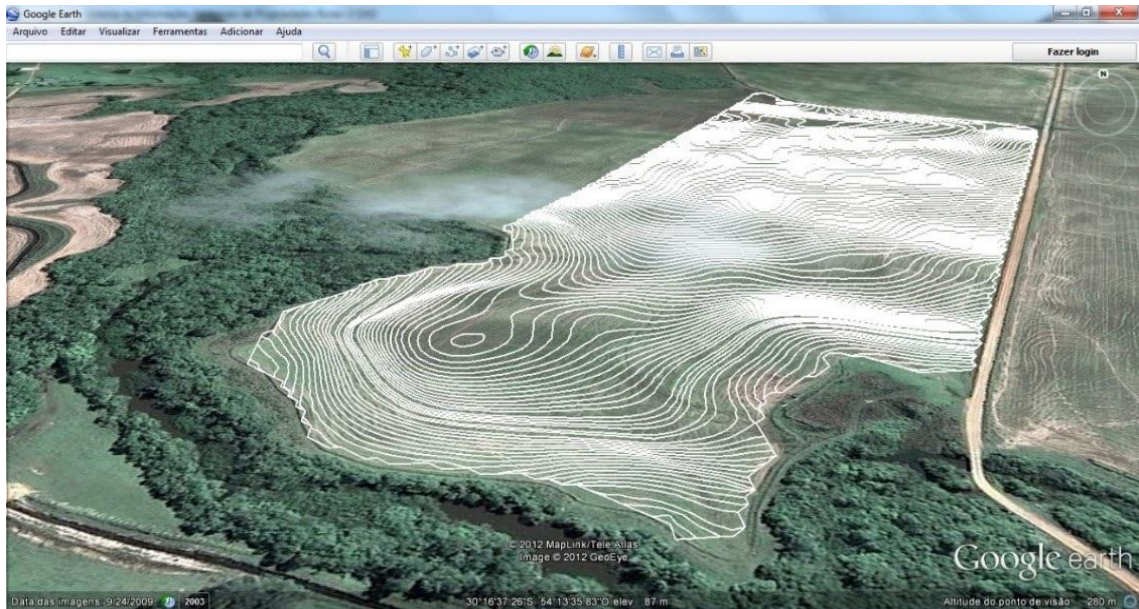 Google Earth
Arquivo Editar Visualizar Ferramentas Adicionar Ajuda
Fazer login
N
© 2012 MapLink/Tele Atlas
Image © 2012 GeoEye
Google earth
Data das imagens: 9/24/2009 2003 30°16'37.26"S 54°13'35.83"O elev 87 m Altitude do ponto de visão 280 m